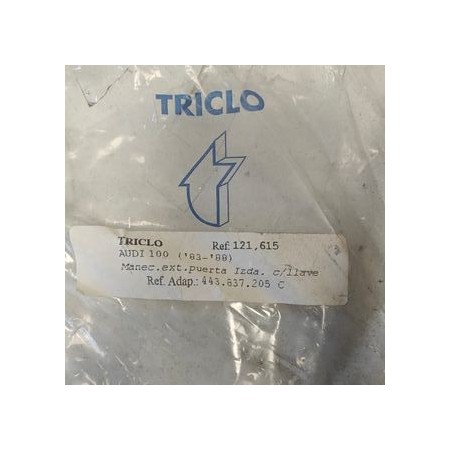 TRICLO
TRICLO Ref: 121,615
AUDI 100 ('83-'88)
Manec.ext.puerta Izda. c/llave
Ref. Adap.: 443.837.205 C